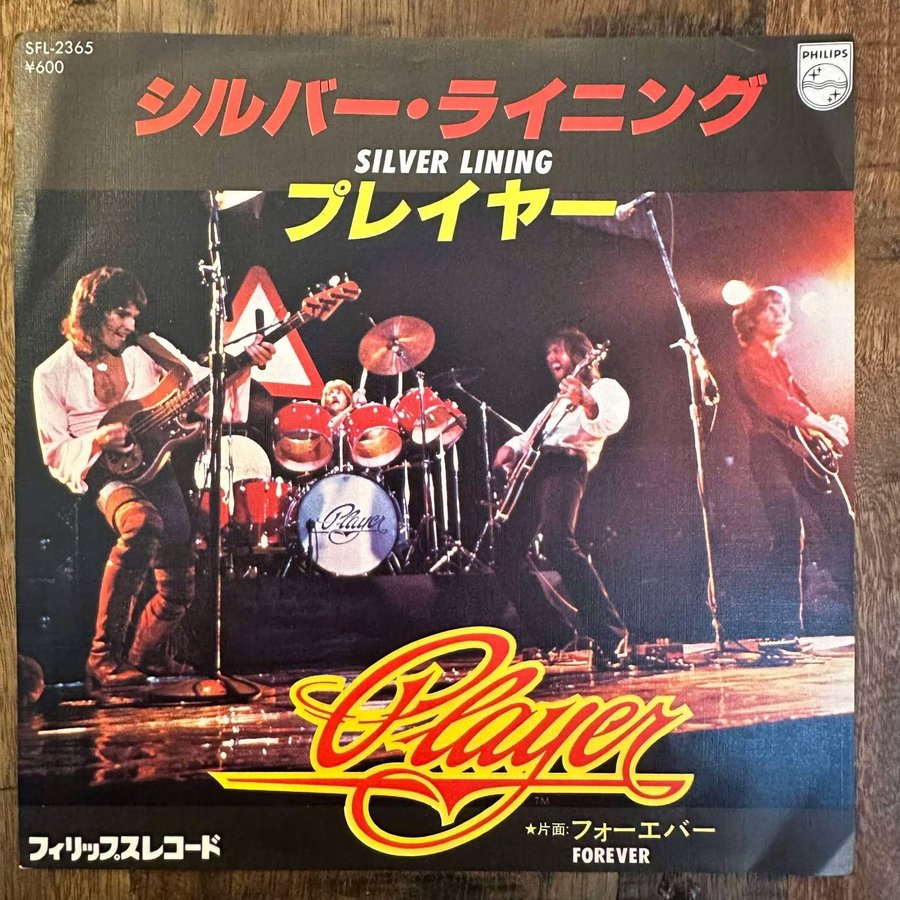 SFL-2365
¥600
PHILIPS
シルバー・ライニング
SILVER LINING
プレイヤー
Player
Player
TM
★片面:フォーエバー
FOREVER
フィリップスレコード